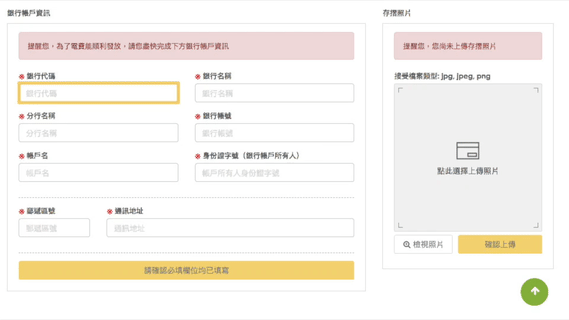 銀行帳戶資訊
提醒您，為了電費能順利發放，請您盡快完成下方銀行帳戶資訊
※ 銀行代碼
※ 銀行名稱
銀行代碼
銀行名稱
※ 分行名稱
※ 銀行帳號
分行名稱
銀行帳號
※ 帳戶名
※ 身份證字號（銀行帳戶所有人）
帳戶名
帳戶所有人身份證字號
※ 郵遞區號
※ 通訊地址
郵遞區號
通訊地址
請確認必填欄位均已填寫
存摺照片
提醒您，您尚未上傳存摺照片
接受檔案類型: jpg, jpeg, png
點此選擇上傳照片
檢視照片
確認上傳